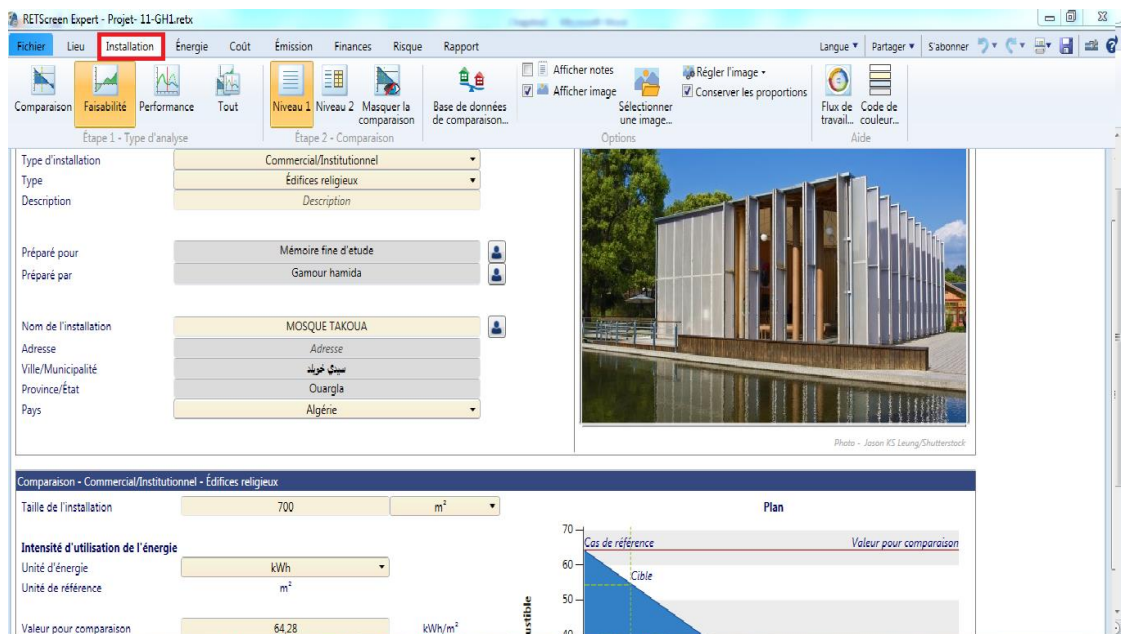 RETScreen Expert - Projet- 11-GH1.retx
Fichier Lieu Installation Énergie Coût Émission Finances Risque Rapport Langue Partager S'abonner
Comparaison Faisabilité Performance Tout
Étape 1 - Type d'analyse
Niveau 1 Niveau 2 Masquer la comparaison
Étape 2 - Comparaison
Base de données de comparaison...
Afficher notes
Afficher image
Sélectionner une image...
Régler l'image
Conserver les proportions
Options
Flux de travail... Code de couleur...
Aide
Type d'installation Commercial/Institutionnel
Type Édifices religieux
Description Description
Préparé pour Mémoire fine d'etude
Préparé par Gamour hamida
Nom de l'installation MOSQUE TAKOUA
Adresse Adresse
Ville/Municipalité سيدي خويلد
Province/État Ouargla
Pays Algérie
Photo - Jason KS Leung/Shutterstock
Comparaison - Commercial/Institutionnel - Édifices religieux
Taille de l'installation 700 m²
Plan
Intensité d'utilisation de l'énergie
Unité d'énergie kWh
Unité de référence m²
Valeur pour comparaison 64,28 kWh/m²
70
Cas de référence Valeur pour comparaison
60
Cible
50
40